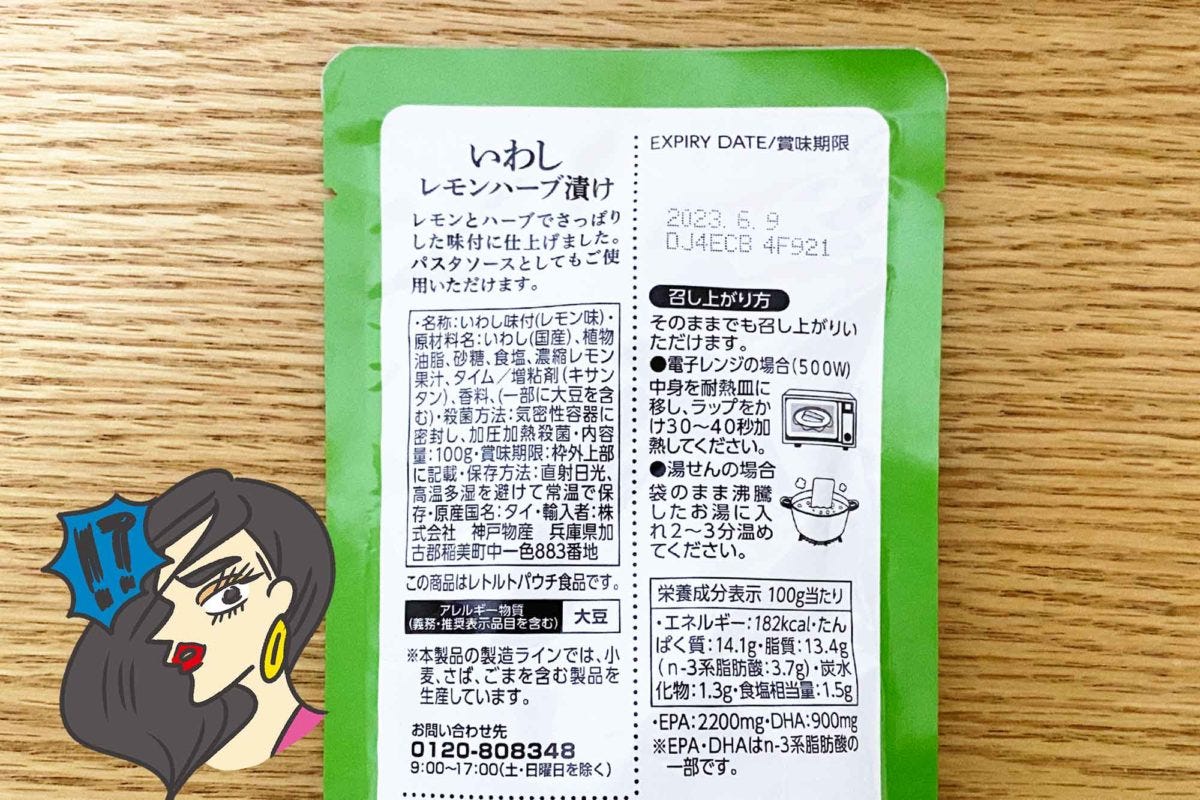 いわし
レモンハーブ漬け
レモンとハーブでさっぱり
した味付に仕上げました。
パスタソースとしてもご使
用いただけます。
・名称:いわし味付(レモン味)・
原材料名:いわし(国産)、植物
油脂、砂糖、食塩、濃縮レモン
果汁、タイム/増粘剤(キサン
タン)、香料、(一部に大豆を含
む)・殺菌方法:気密性容器に
密封し、加圧加熱殺菌・内容
量:100g・賞味期限:枠外上部
に記載・保存方法:直射日光、
高温多湿を避けて常温で保
存・原産国名:タイ・輸入者:株
式会社 神戸物産 兵庫県加
古郡稲美町中一色883番地
この商品はレトルトパウチ食品です。
アレルギー物質
(義務・推奨表示品目を含む)
大豆
※本製品の製造ラインでは、小
麦、さば、ごまを含む製品を
生産しています。
お問い合わせ先
0120-808348
9:00~17:00(土・日曜日を除く)
EXPIRY DATE/賞味期限
2023. 6. 9
DJ4ECB 4F921
召し上がり方
そのままでも召し上がりい
ただけます。
●電子レンジの場合(500W)
中身を耐熱皿に
移し、ラップをか
け30~40秒加
熱してください。
●湯せんの場合
袋のまま沸騰
したお湯に入
れ2~3分温め
てください。
栄養成分表示 100g当たり
・エネルギー:182kcal・たん
ぱく質:14.1g・脂質:13.4g
(n-3系脂肪酸:3.7g)・炭水
化物:1.3g・食塩相当量:1.5g
・EPA:2200mg・DHA:900mg
※EPA・DHAはn-3系脂肪酸の
一部です。
!?